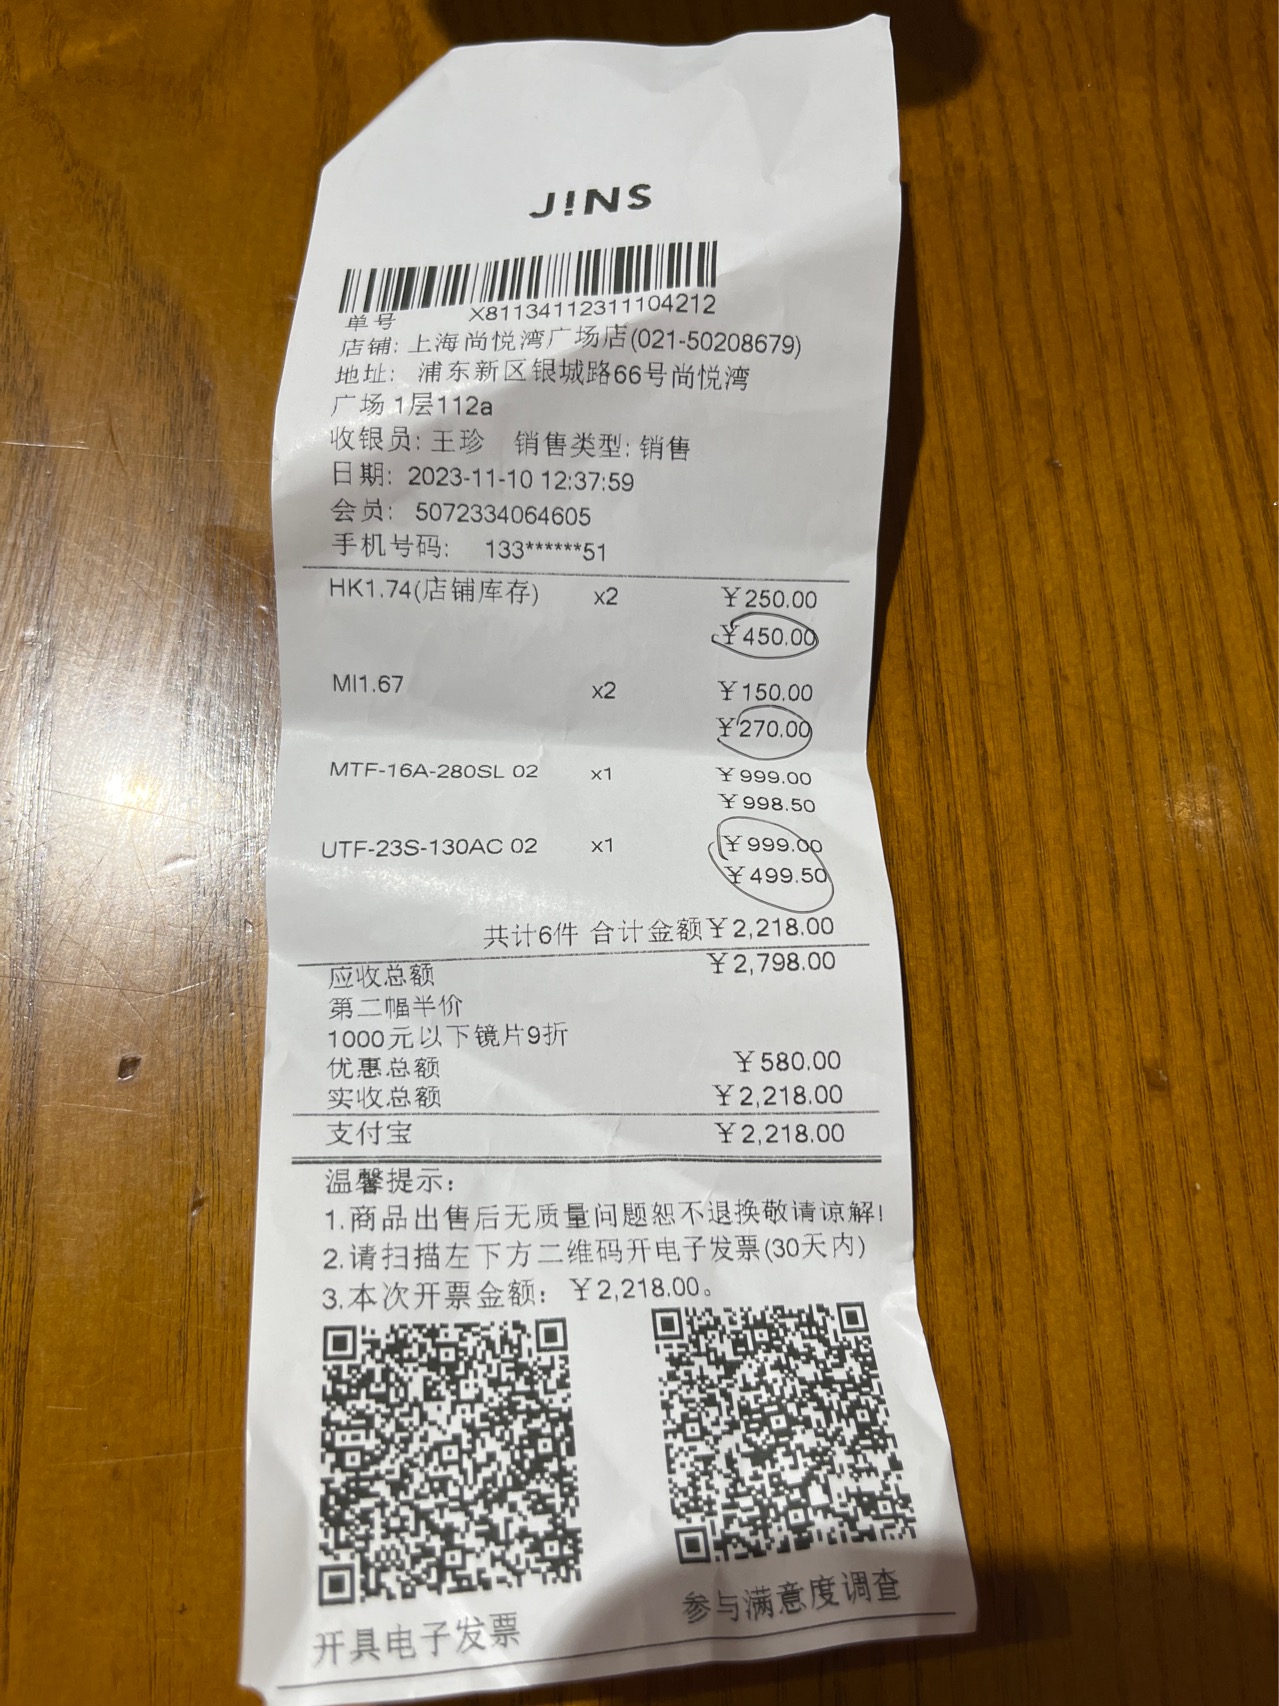 J!NS
单号 X81134112311104212
店铺: 上海尚悦湾广场店(021-50208679)
地址: 浦东新区银城路66号尚悦湾
广场 1层112a
收银员: 王珍 销售类型: 销售
日期: 2023-11-10 12:37:59
会员: 5072334064605
手机号码: 133******51
HK1.74(店铺库存) x2 ¥250.00
¥450.00
MI1.67 x2 ¥150.00
¥270.00
MTF-16A-280SL 02 x1 ¥999.00
¥998.50
UTF-23S-130AC 02 x1 ¥999.00
¥499.50
共计6件 合计金额¥2,218.00
应收总额 ¥2,798.00
第二幅半价
1000元以下镜片9折
优惠总额 ¥580.00
实收总额 ¥2,218.00
支付宝 ¥2,218.00
温馨提示:
1.商品出售后无质量问题恕不退换敬请谅解!
2.请扫描左下方二维码开电子发票(30天内)
3.本次开票金额: ¥2,218.00。
开具电子发票 参与满意度调查